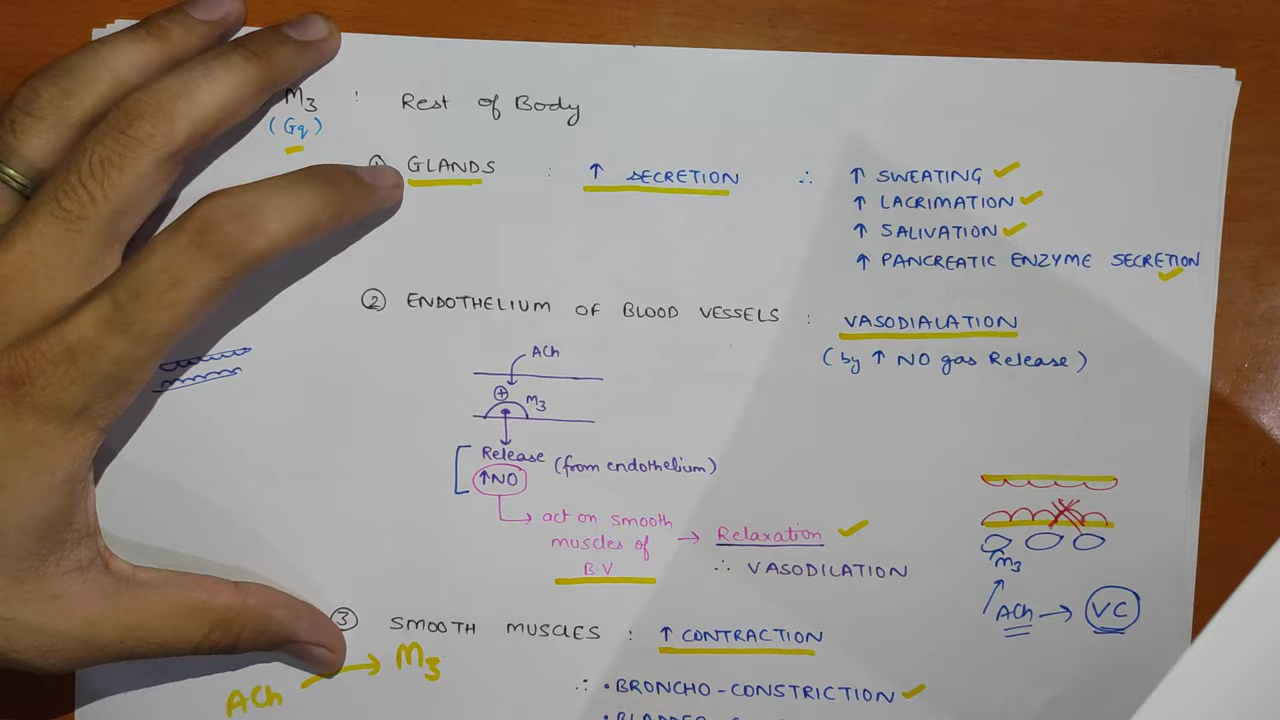 M3 : Rest of Body
(Gq)
① GLANDS : ↑ SECRETION ∴ ↑ SWEATING
↑ LACRIMATION
↑ SALIVATION
↑ PANCREATIC ENZYME SECRETION
② ENDOTHELIUM OF BLOOD VESSELS : VASODIALATION
(by ↑ NO gas Release)
ACh
⊕ M3
Release (from endothelium)
↑NO
act on smooth → Relaxation
muscles of
B.V ∴ VASODILATION
M3
ACh → VC
③ SMOOTH MUSCLES : ↑ CONTRACTION
ACh → M3
∴ • BRONCHO-CONSTRICTION